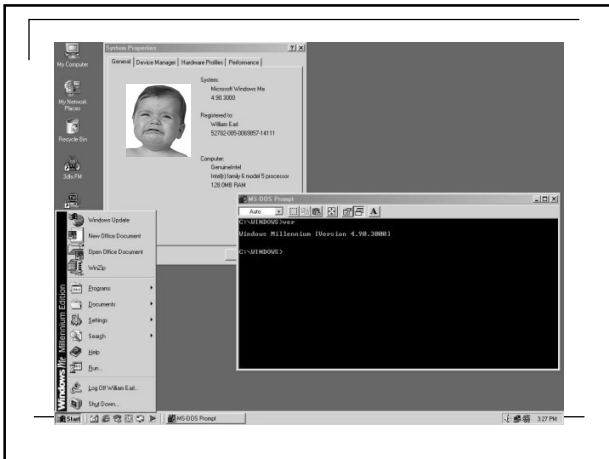 My Computer
My Network
Places
Recycle Bin
3dfx FM
System Properties
General
Device Manager
Hardware Profiles
Performance
System:
Microsoft Windows Me
4.90.3000
Registered to:
William Earl
Computer:
GenuineIntel
Intel(r) family 6 model 5 processor
128.0MB RAM
MS-DOS Prompt
Auto
A
C:\WINDOWS>ver
Windows Millennium [Version 4.90.3000]
C:\WINDOWS>
Windows Update
New Office Document
Open Office Document
WinZip
Programs
Documents
Settings
Search
Help
Run...
Log Off William Earl...
Shut Down...
Windows Me Millennium Edition
Start
MS-DOS Prompt
3:27 PM